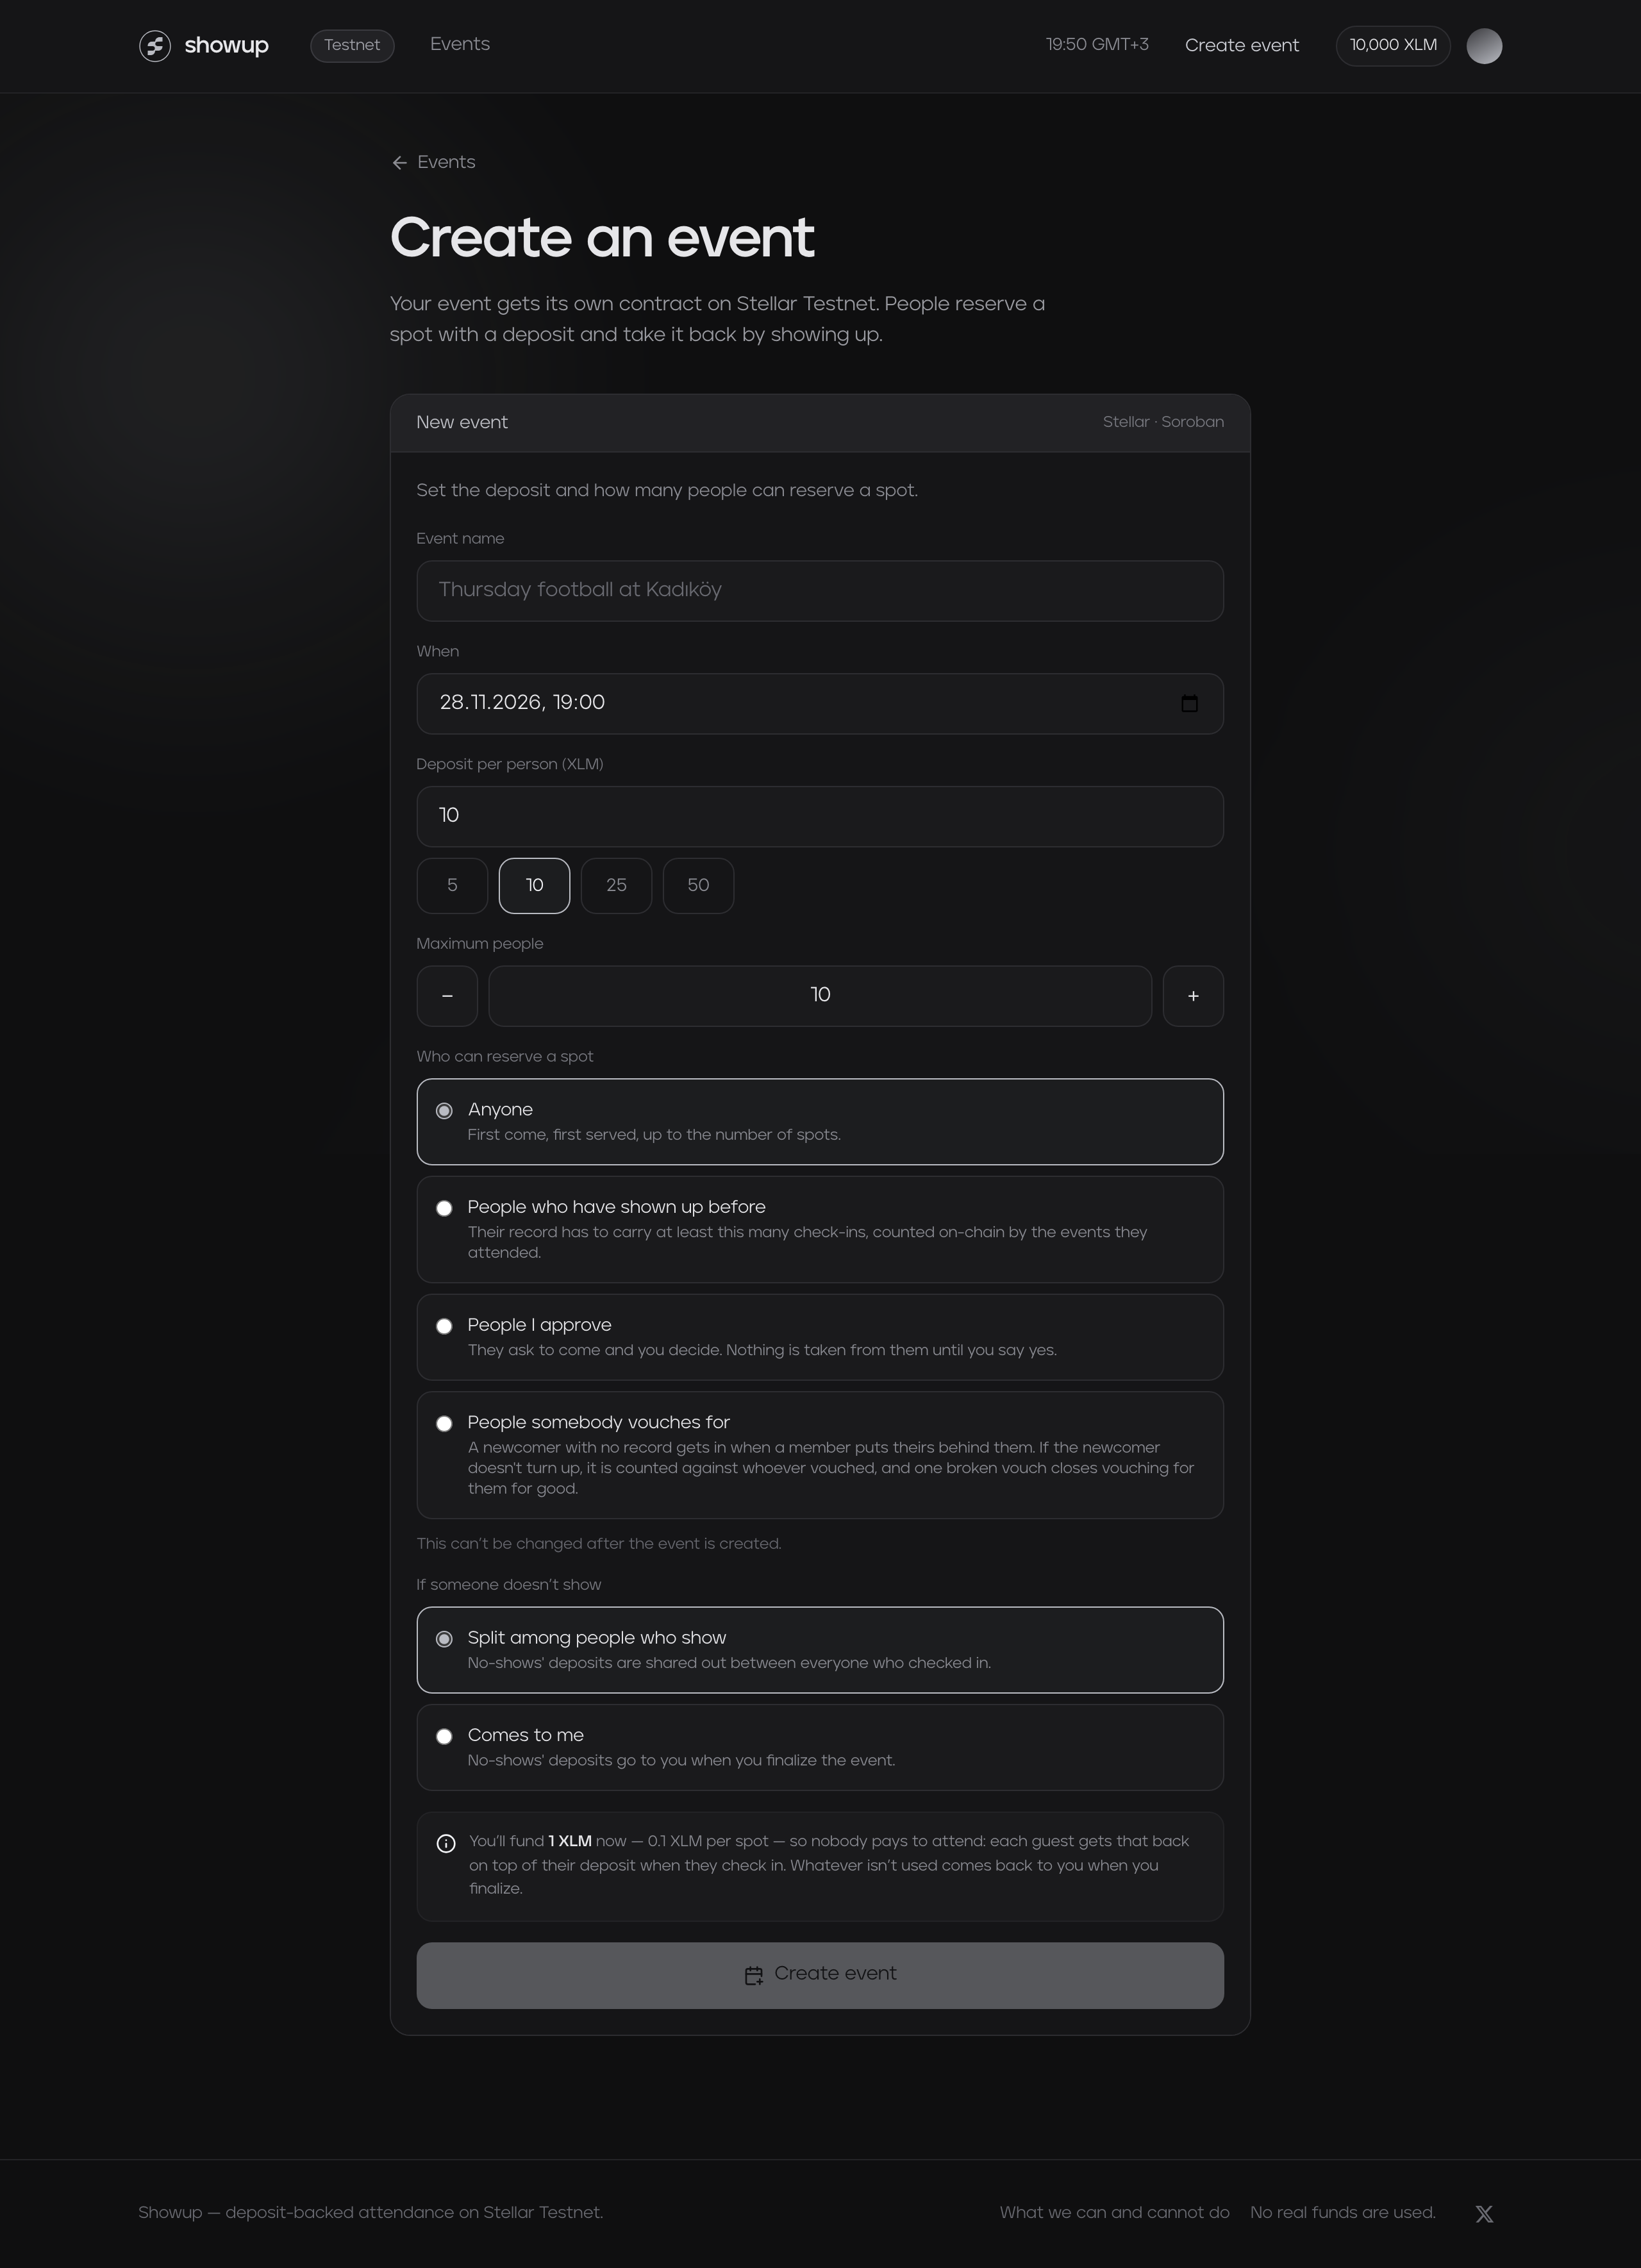 showup
Testnet
Events
19:50 GMT+3
Create event
10,000 XLM
Events
Create an event
Your event gets its own contract on Stellar Testnet. People reserve a
spot with a deposit and take it back by showing up.
New event
Stellar · Soroban
Set the deposit and how many people can reserve a spot.
Event name
Thursday football at Kadıköy
When
28.11.2026, 19:00
Deposit per person (XLM)
10
5
10
25
50
Maximum people
−
10
+
Who can reserve a spot
Anyone
First come, first served, up to the number of spots.
People who have shown up before
Their record has to carry at least this many check-ins, counted on-chain by the events they
attended.
People I approve
They ask to come and you decide. Nothing is taken from them until you say yes.
People somebody vouches for
A newcomer with no record gets in when a member puts theirs behind them. If the newcomer
doesn't turn up, it is counted against whoever vouched, and one broken vouch closes vouching for
them for good.
This can't be changed after the event is created.
If someone doesn't show
Split among people who show
No-shows' deposits are shared out between everyone who checked in.
Comes to me
No-shows' deposits go to you when you finalize the event.
You'll fund 1 XLM now — 0.1 XLM per spot — so nobody pays to attend: each guest gets that back
on top of their deposit when they check in. Whatever isn't used comes back to you when you
finalize.
Create event
Showup — deposit-backed attendance on Stellar Testnet.
What we can and cannot do
No real funds are used.